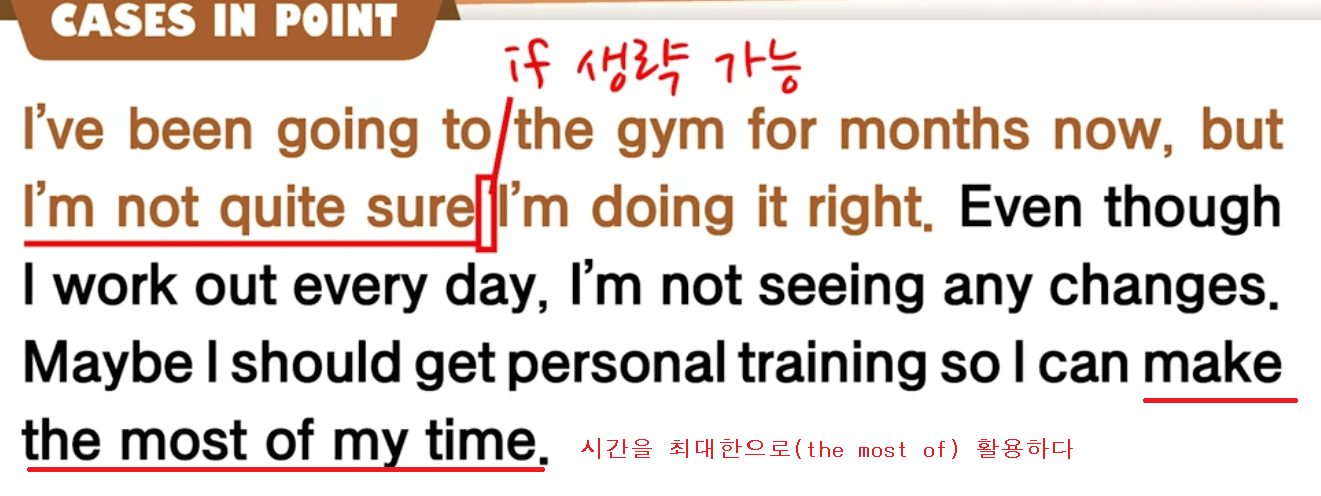 CASES IN POINT
if 생략 가능
I've been going to the gym for months now, but
I'm not quite sure I'm doing it right. Even though
I work out every day, I'm not seeing any changes.
Maybe I should get personal training so I can make
the most of my time. 시간을 최대한으로(the most of) 활용하다